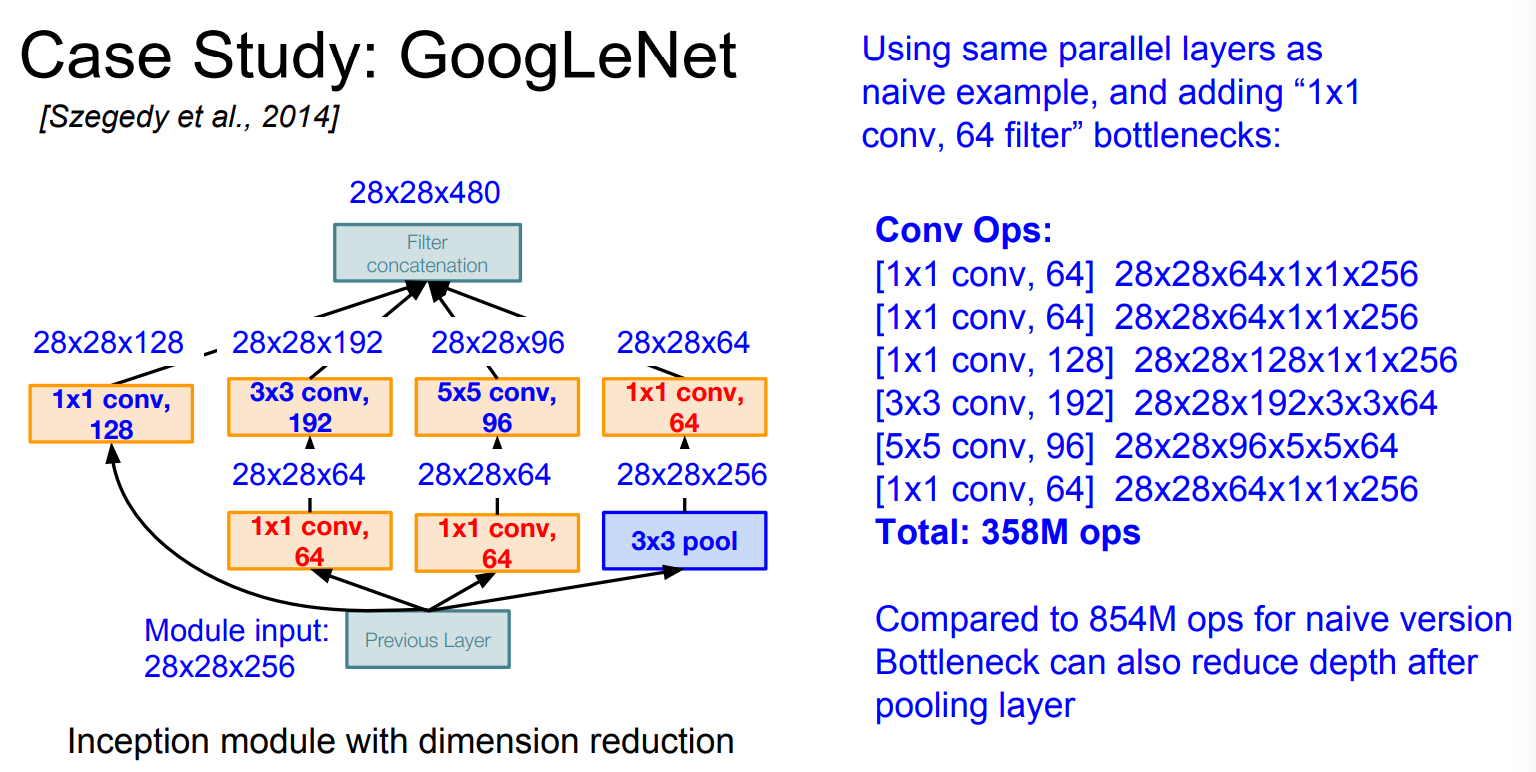 Case Study: GoogLeNet
[Szegedy et al., 2014]
28x28x480
Filter
concatenation
28x28x128
28x28x192
28x28x96
28x28x64
1x1 conv,
128
3x3 conv,
192
5x5 conv,
96
1x1 conv,
64
28x28x64
28x28x64
28x28x256
1x1 conv,
64
1x1 conv,
64
3x3 pool
Module input:
28x28x256
Previous Layer
Inception module with dimension reduction
Using same parallel layers as
naive example, and adding “1x1
conv, 64 filter” bottlenecks:
Conv Ops:
[1x1 conv, 64] 28x28x64x1x1x256
[1x1 conv, 64] 28x28x64x1x1x256
[1x1 conv, 128] 28x28x128x1x1x256
[3x3 conv, 192] 28x28x192x3x3x64
[5x5 conv, 96] 28x28x96x5x5x64
[1x1 conv, 64] 28x28x64x1x1x256
Total: 358M ops
Compared to 854M ops for naive version
Bottleneck can also reduce depth after
pooling layer